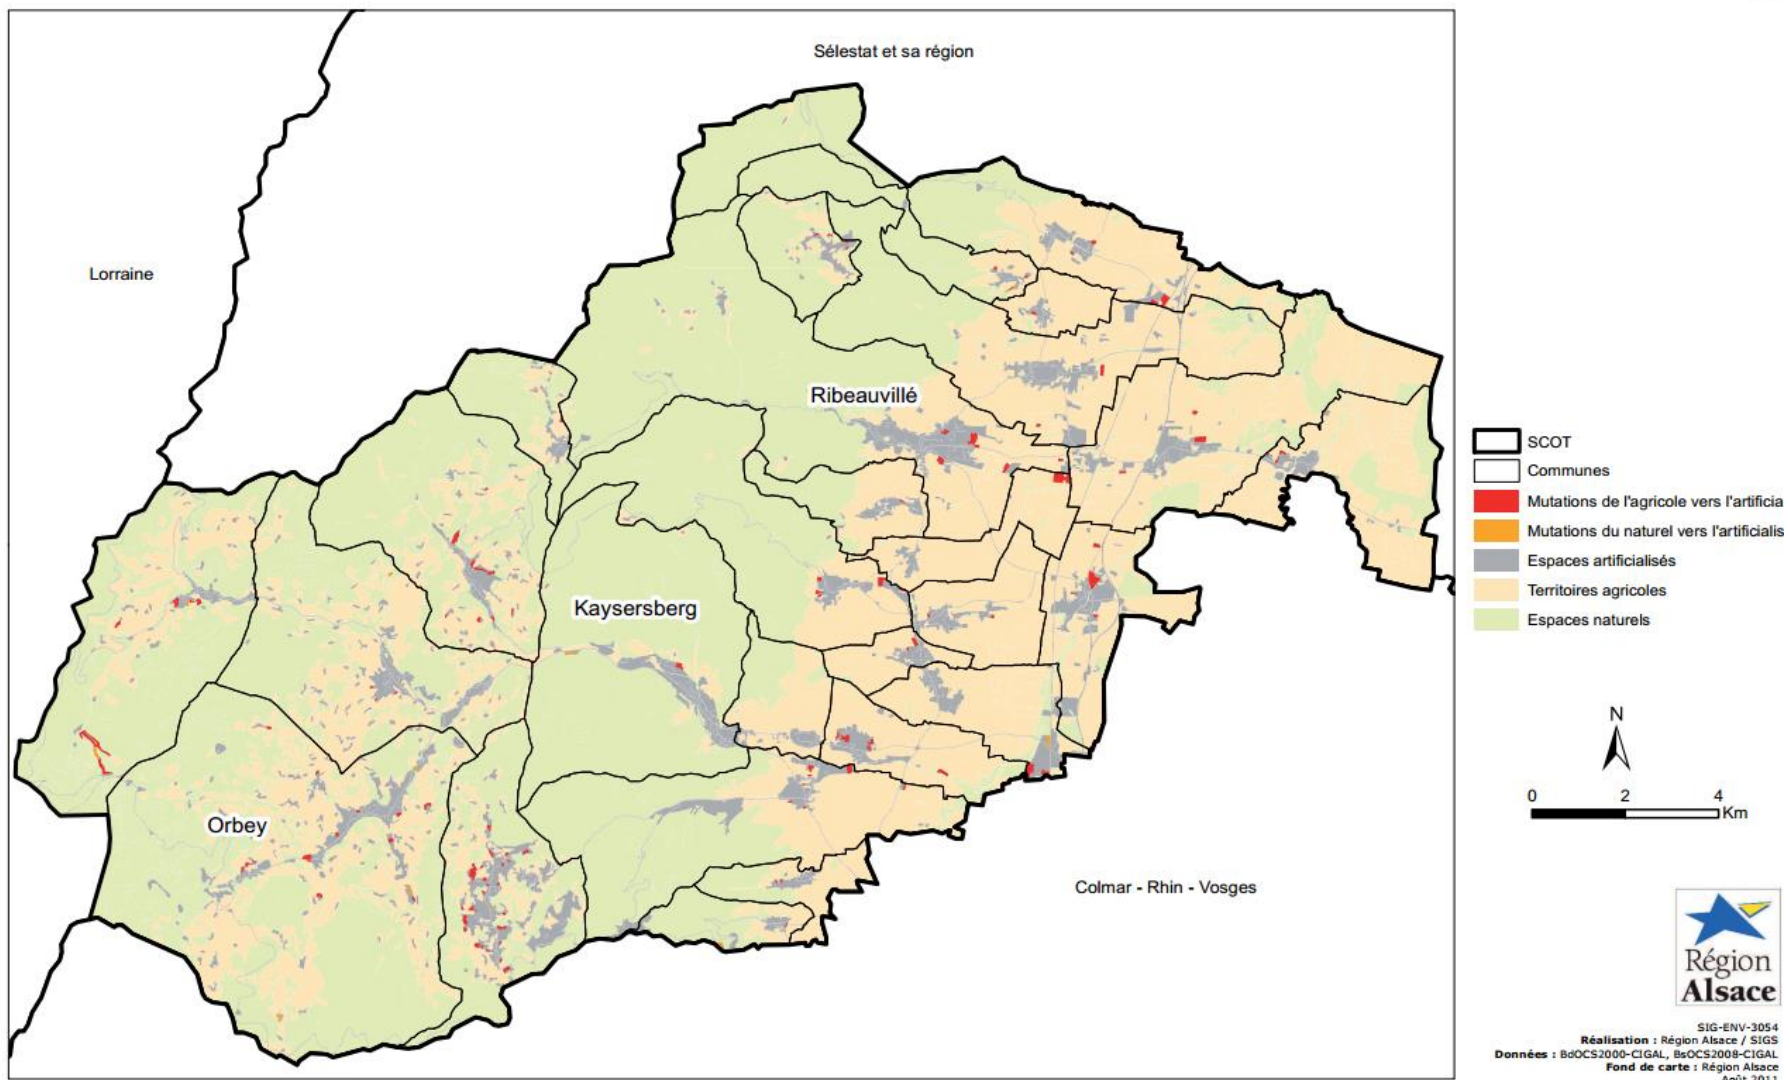 Sélestat et sa région
Lorraine
Ribeauvillé
Kaysersberg
Orbey
Colmar - Rhin - Vosges
SCOT
Communes
Mutations de l'agricole vers l'artificia
Mutations du naturel vers l'artificialis
Espaces artificialisés
Territoires agricoles
Espaces naturels
N
0 2 4
Km
Région
Alsace
SIG-ENV-3054
Réalisation : Région Alsace / SIGS
Données : BdOCS2000-CIGAL, BsOCS2008-CIGAL
Fond de carte : Région Alsace
Août 2011